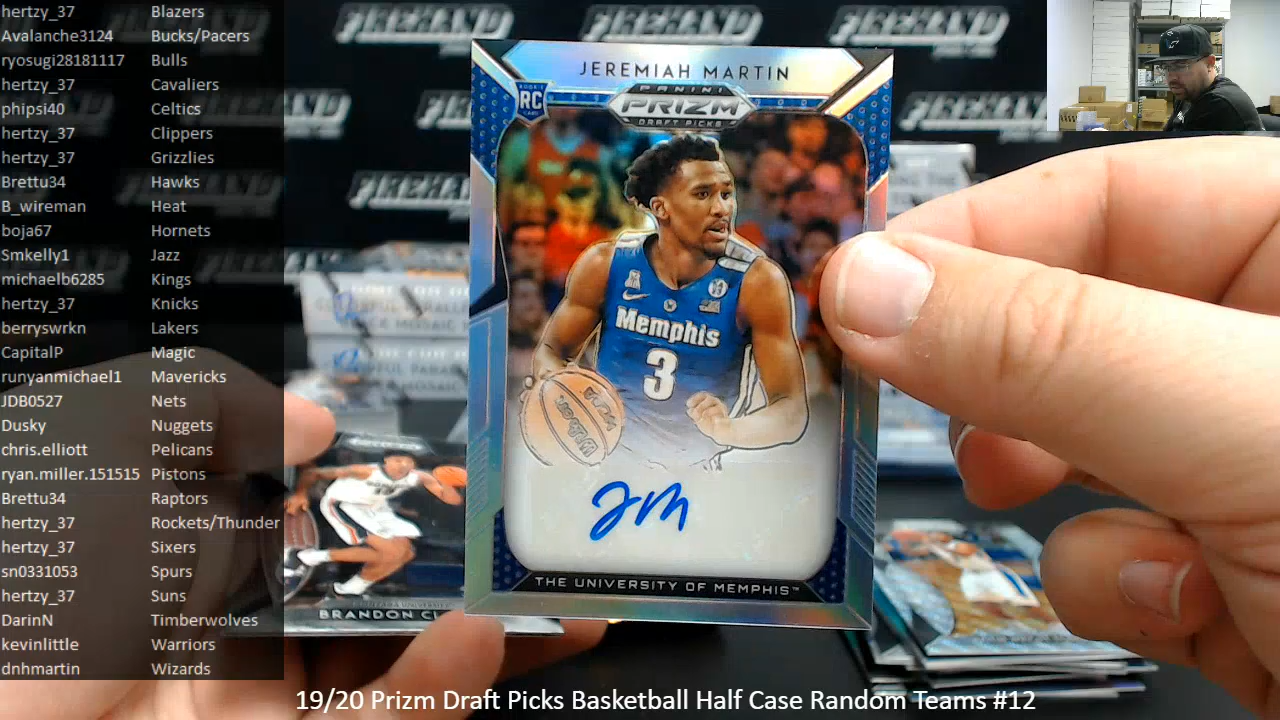 hertzy_37 Blazers
Avalanche3124 Bucks/Pacers
ryosugi28181117 Bulls
hertzy_37 Cavaliers
phipsi40 Celtics
hertzy_37 Clippers
hertzy_37 Grizzlies
Brettu34 Hawks
B_wireman Heat
boja67 Hornets
Smkelly1 Jazz
michaelb6285 Kings
hertzy_37 Knicks
berryswrkn Lakers
CapitalP Magic
runyanmichael1 Mavericks
JDB0527 Nets
Dusky Nuggets
chris.elliott Pelicans
ryan.miller.151515 Pistons
Brettu34 Raptors
hertzy_37 Rockets/Thunder
hertzy_37 Sixers
sn0331053 Spurs
hertzy_37 Suns
DarinN Timberwolves
kevinlittle Warriors
dnhmartin Wizards
FIREHAND
JEREMIAH MARTIN
ROOKIE
RC
PANINI
PRIZM
DRAFT PICKS
Memphis
3
JM
THE UNIVERSITY OF MEMPHIS™
BRANDON
19/20 Prizm Draft Picks Basketball Half Case Random Teams #12